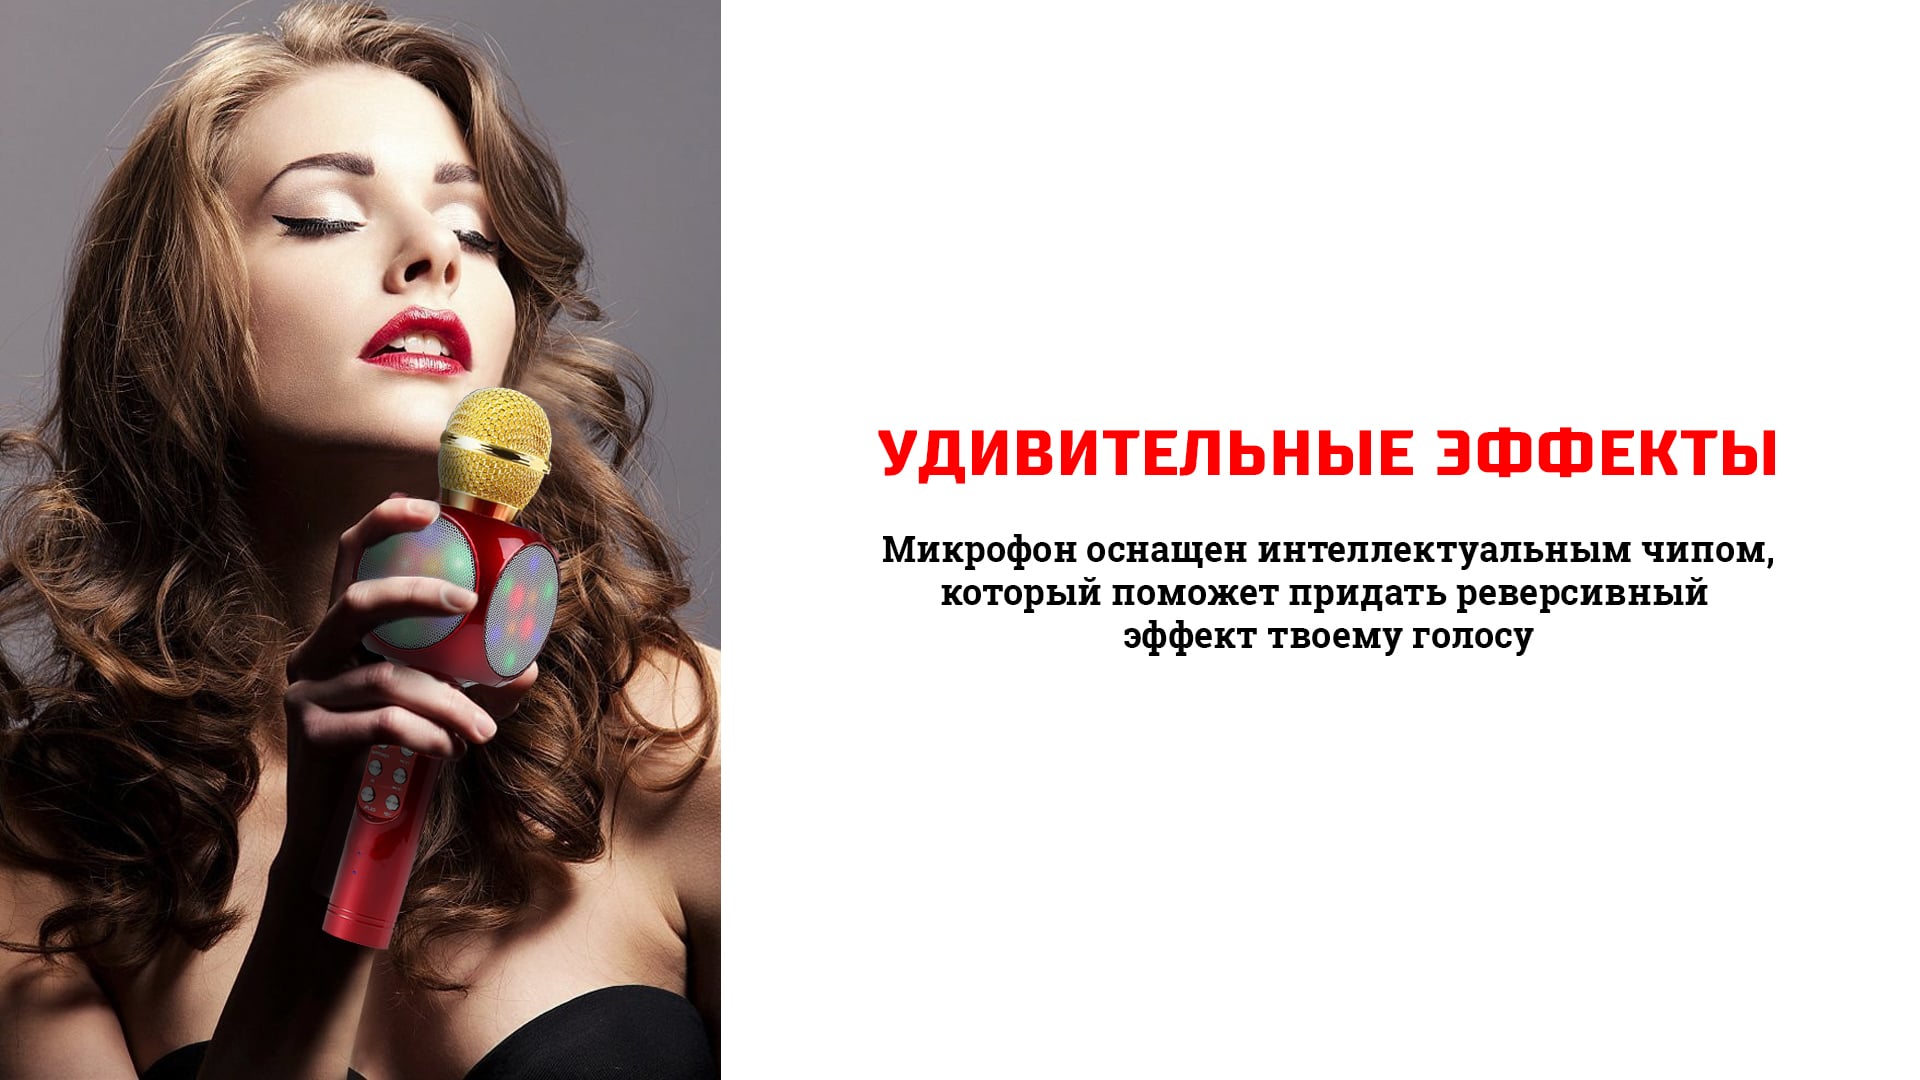 УДИВИТЕЛЬНЫЕ ЭФФЕКТЫ
Микрофон оснащен интеллектуальным чипом,
который поможет придать реверсивный
эффект твоему голосу